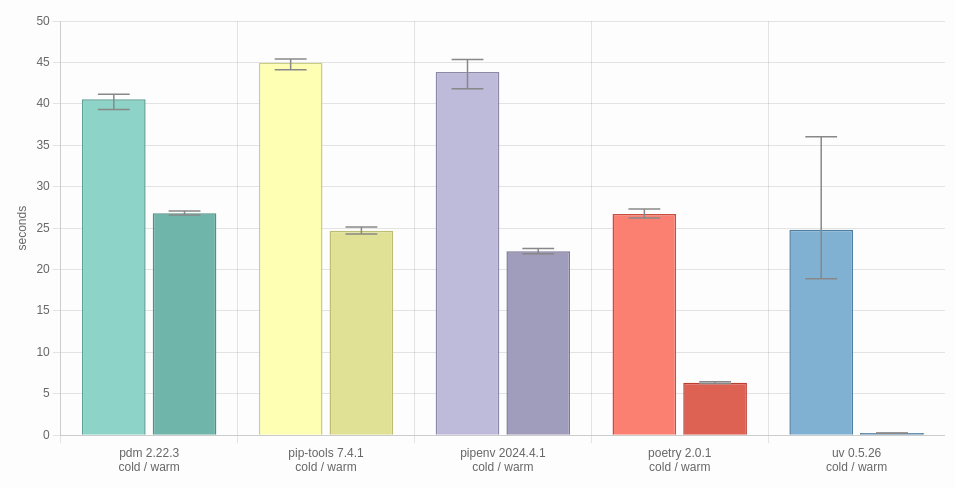 50
45
40
35
30
25
20
15
10
5
0
seconds
pdm 2.22.3
cold / warm
pip-tools 7.4.1
cold / warm
pipenv 2024.4.1
cold / warm
poetry 2.0.1
cold / warm
uv 0.5.26
cold / warm